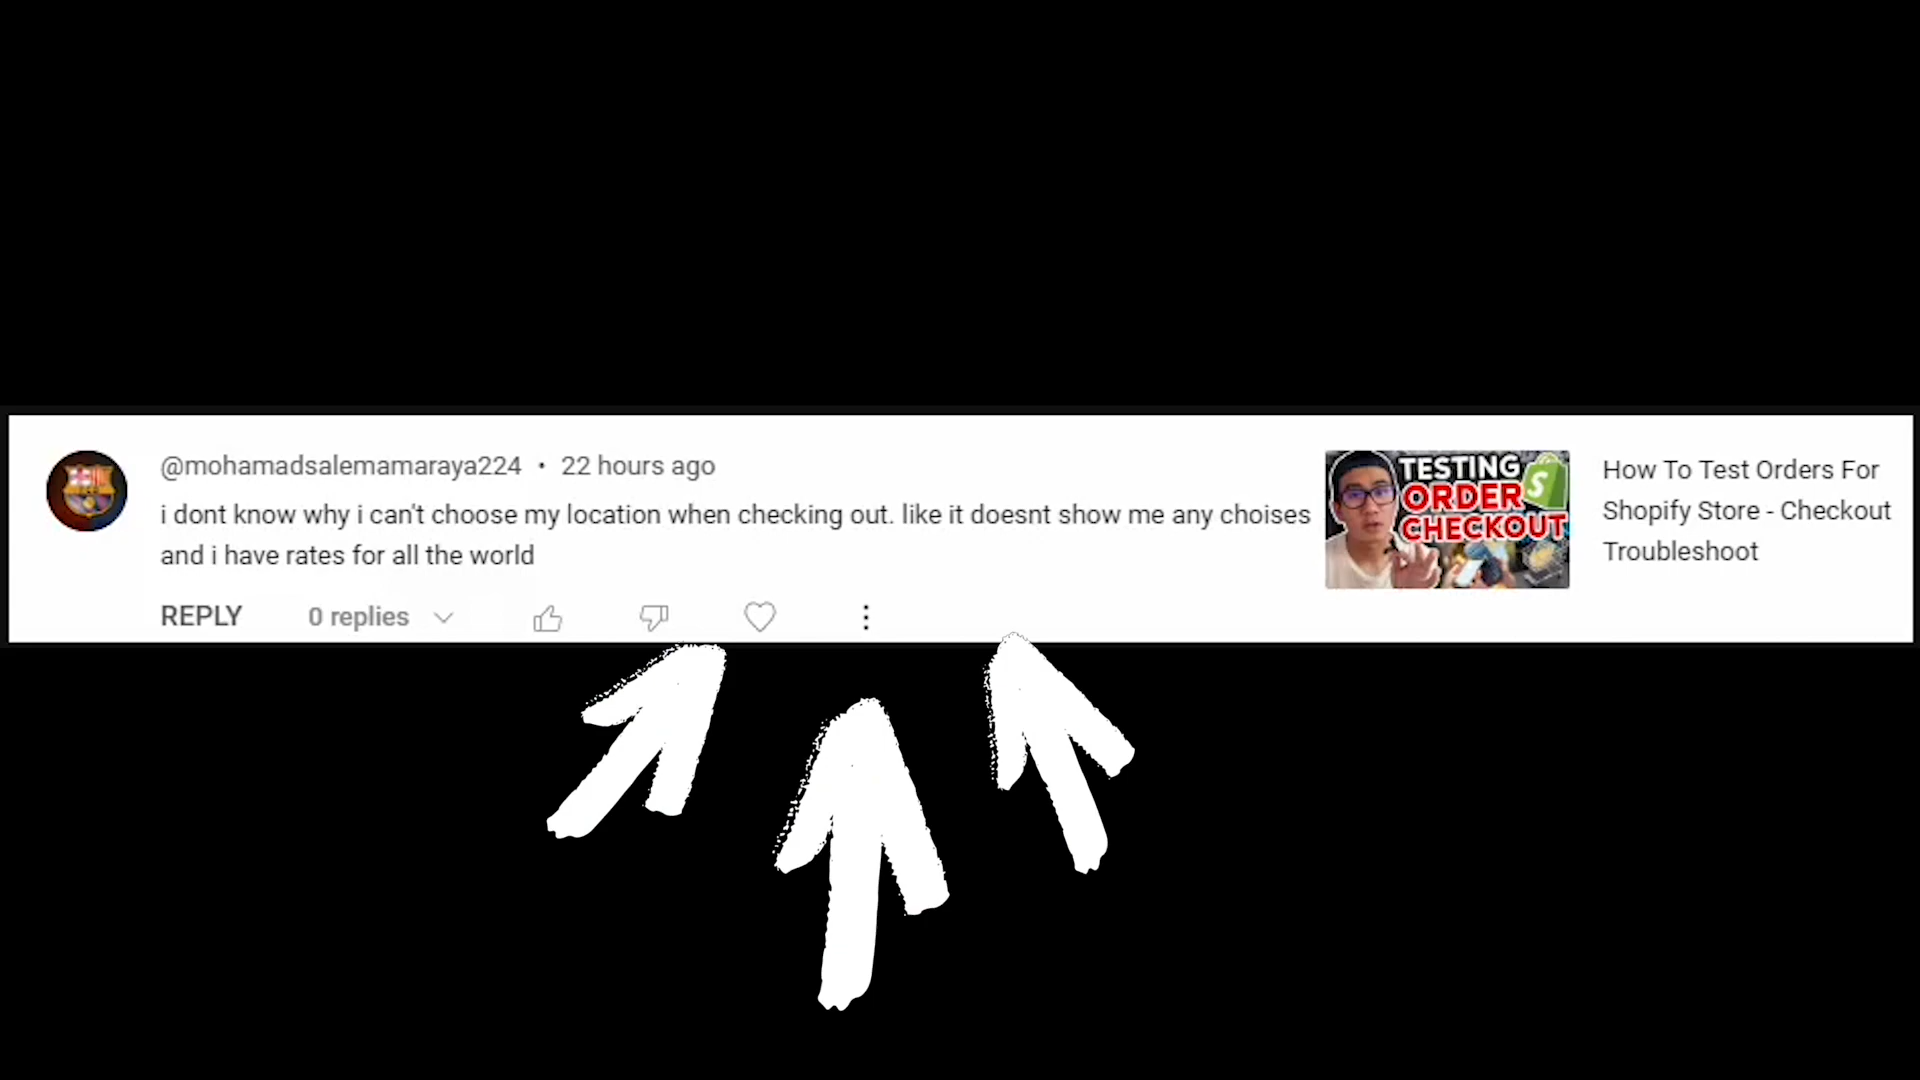 @mohamadsalemamaraya224 • 22 hours ago
i dont know why i can't choose my location when checking out. like it doesnt show me any choises
and i have rates for all the world
REPLY 0 replies
TESTING
ORDER
CHECKOUT
S
How To Test Orders For
Shopify Store - Checkout
Troubleshoot